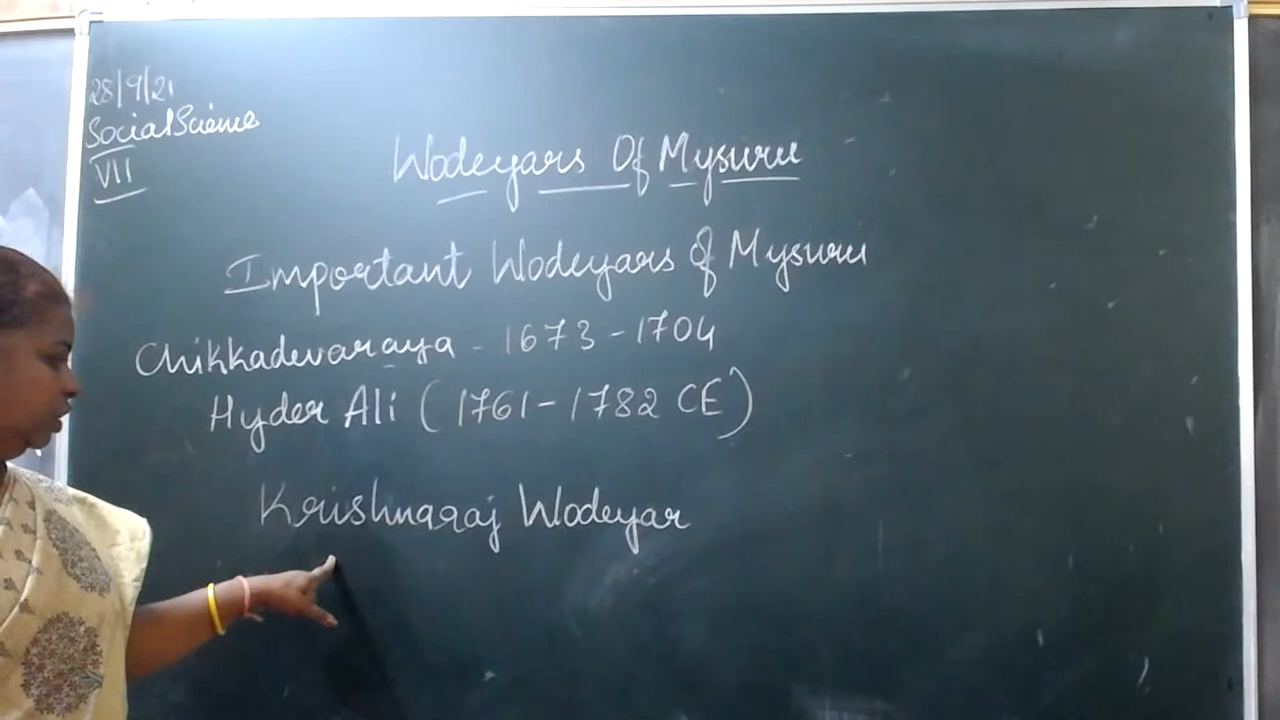 28/9/21
Social Science
VII
Wodeyars Of Mysuru
Important Wodeyars of Mysuru
Chikkadevaraya - 1673 - 1704
Hyder Ali ( 1761 - 1782 CE )
Krishnaraj Wodeyar